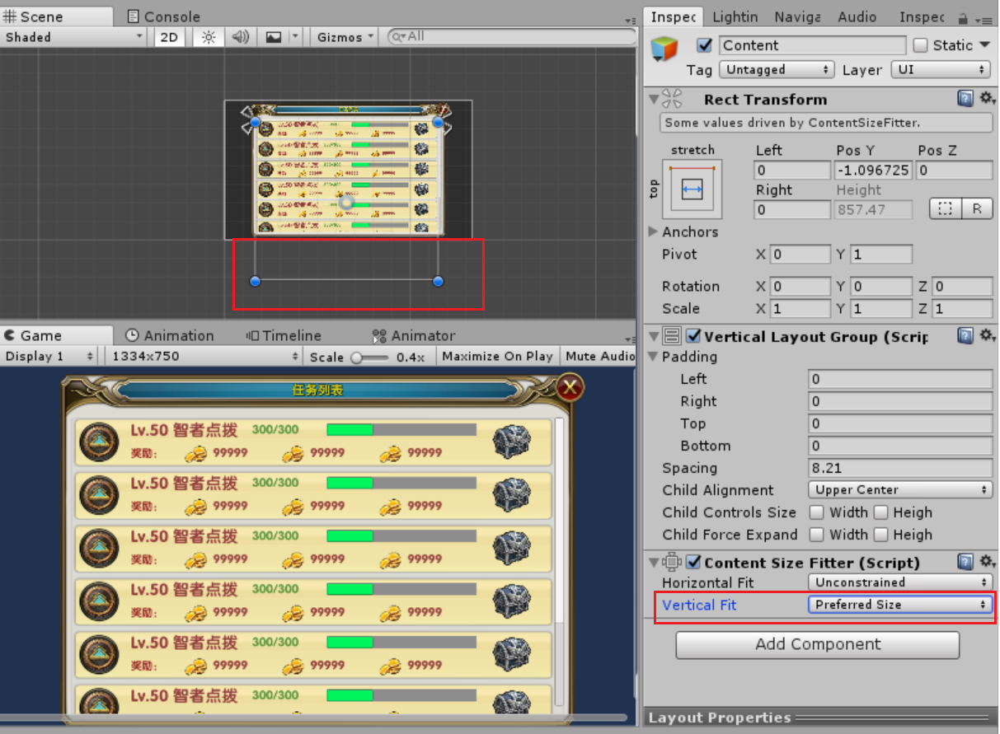 Scene Console
Shaded 2D Gizmos All
Game Animation Timeline Animator
Display 1 1334x750 Scale 0.4x Maximize On Play Mute Audio
任务列表
X
Lv.50 智者点拨 300/300
奖励: 99999 99999 99999
Lv.50 智者点拨 300/300
奖励: 99999 99999 99999
Lv.50 智者点拨 300/300
奖励: 99999 99999 99999
Lv.50 智者点拨 300/300
奖励: 99999 99999 99999
Lv.50 智者点拨 300/300
奖励: 99999 99999 99999
Lv.50 智者点拨 300/300
Inspec Lightin Naviga Audio Inspec
Content Static
Tag Untagged Layer UI
Rect Transform
Some values driven by ContentSizeFitter.
stretch Left Pos Y Pos Z
top 0 -1.096725 0
Right Height
0 857.47 R
Anchors
Pivot X 0 Y 1
Rotation X 0 Y 0 Z 0
Scale X 1 Y 1 Z 1
Vertical Layout Group (Scrip
Padding
Left 0
Right 0
Top 0
Bottom 0
Spacing 8.21
Child Alignment Upper Center
Child Controls Size Width Heigh
Child Force Expand Width Heigh
Content Size Fitter (Script)
Horizontal Fit Unconstrained
Vertical Fit Preferred Size
Add Component
Layout Properties